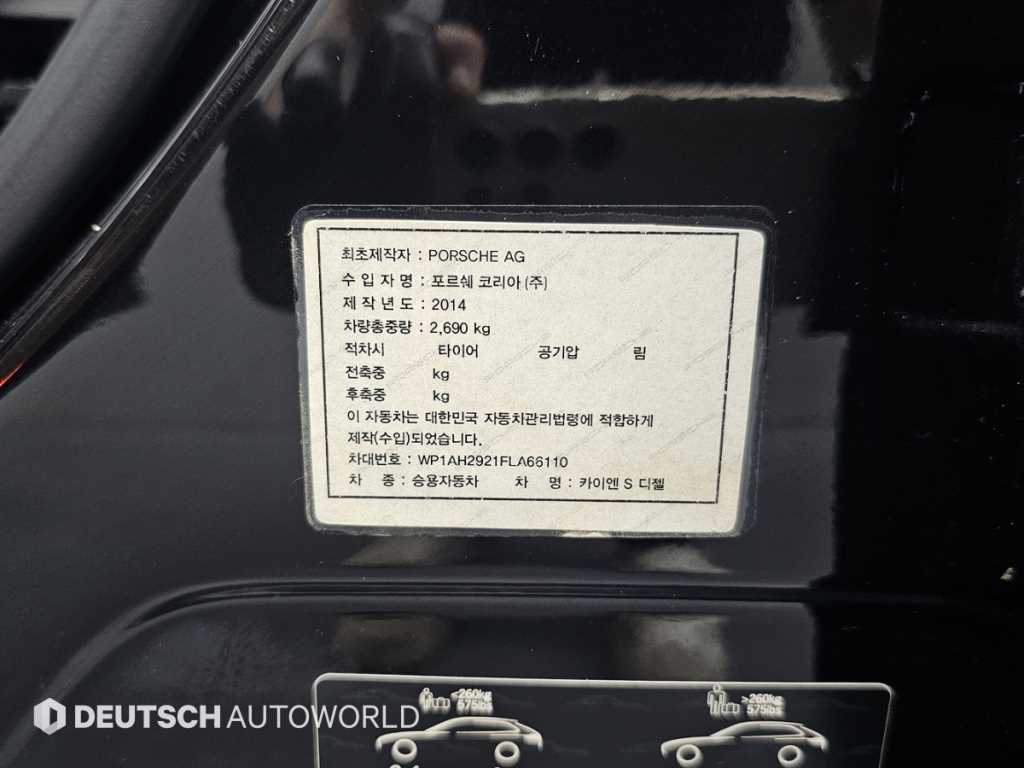 최초제작자 : PORSCHE AG
수 입 자 명 : 포르쉐 코리아 (주)
제 작 년 도 : 2014
차량총중량 : 2,690 kg
적차시 타이어 공기압 림
전축중 kg
후축중 kg
이 자동차는 대한민국 자동차관리법령에 적합하게
제작(수입)되었습니다.
차대번호 : WP1AH2921FLA66110
차 종 : 승용자동차 차 명 : 카이엔 S 디젤
<260kg >260kg
575lbs 575lbs
DEUTSCH AUTOWORLD